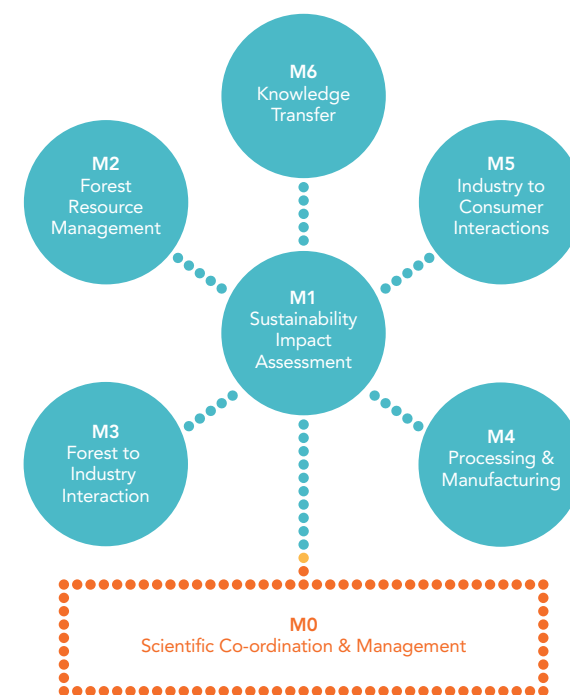 M6
Knowledge
Transfer
M2
Forest
Resource
Management
M5
Industry to
Consumer
Interactions
M1
Sustainability
Impact
Assessment
M3
Forest to
Industry
Interaction
M4
Processing &
Manufacturing
M0
Scientific Co-ordination & Management